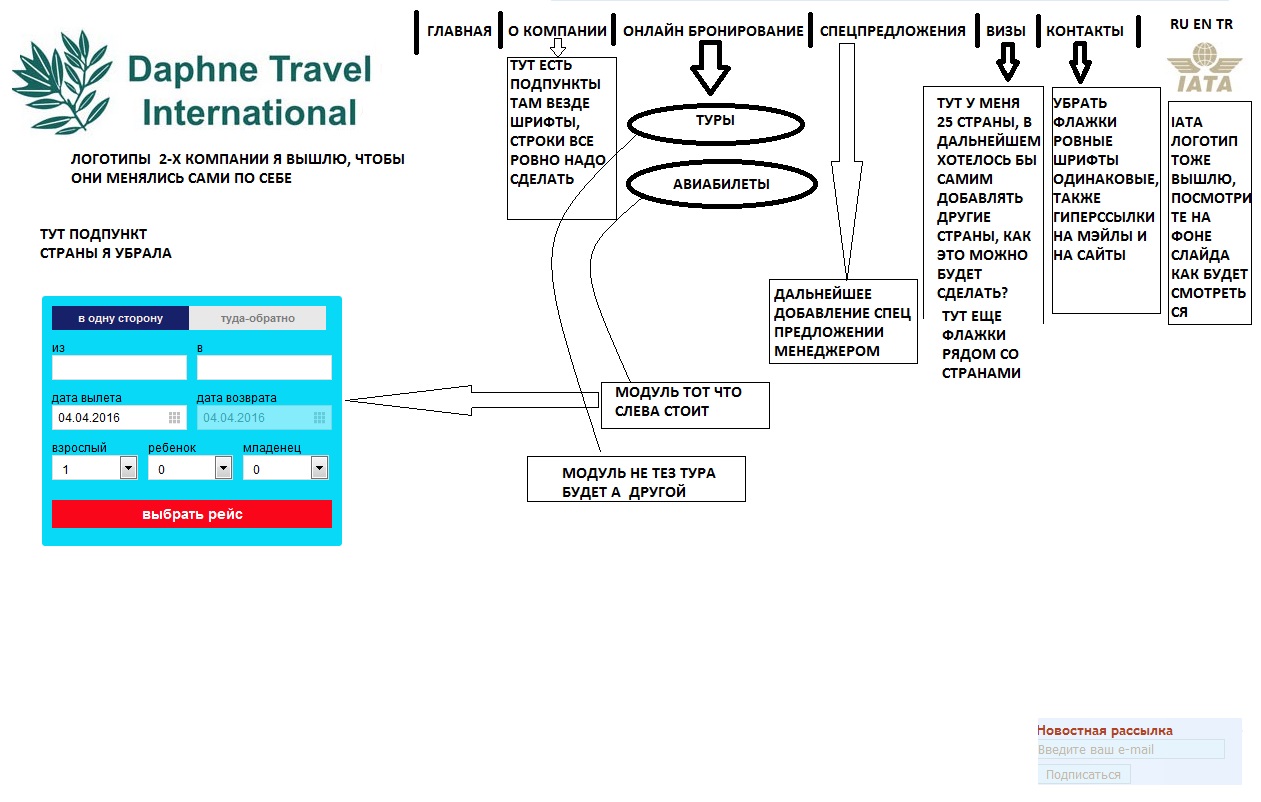 ГЛАВНАЯ
О КОМПАНИИ
ОНЛАЙН БРОНИРОВАНИЕ
СПЕЦПРЕДЛОЖЕНИЯ
ВИЗЫ
КОНТАКТЫ
RU EN TR
IATA
Daphne Travel
International
ЛОГОТИПЫ 2-Х КОМПАНИИ Я ВЫШЛЮ, ЧТОБЫ
ОНИ МЕНЯЛИСЬ САМИ ПО СЕБЕ
ТУТ ПОДПУНКТ
СТРАНЫ Я УБРАЛА
ТУТ ЕСТЬ
ПОДПУНКТЫ
ТАМ ВЕЗДЕ
ШРИФТЫ,
СТРОКИ ВСЕ
РОВНО НАДО
СДЕЛАТЬ
ТУРЫ
АВИАБИЛЕТЫ
ДАЛЬНЕЙШЕЕ
ДОБАВЛЕНИЕ СПЕЦ
ПРЕДЛОЖЕНИИ
МЕНЕДЖЕРОМ
ТУТ У МЕНЯ
25 СТРАНЫ, В
ДАЛЬНЕЙШЕМ
ХОТЕЛОСЬ БЫ
САМИМ
ДОБАВЛЯТЬ
ДРУГИЕ
СТРАНЫ, КАК
ЭТО МОЖНО
БУДЕТ
СДЕЛАТЬ?
ТУТ ЕЩЕ
ФЛАЖКИ
РЯДОМ СО
СТРАНАМИ
УБРАТЬ
ФЛАЖКИ
РОВНЫЕ
ШРИФТЫ
ОДИНАКОВЫЕ,
ТАКЖЕ
ГИПЕРССЫЛКИ
НА МЭЙЛЫ И
НА САЙТЫ
IATA
ЛОГОТИП
ТОЖЕ
ВЫШЛЮ,
ПОСМОТРИ
ТЕ НА
ФОНЕ
СЛАЙДА
КАК БУДЕТ
СМОТРЕТЬ
СЯ
в одну сторону
туда-обратно
из
в
дата вылета
дата возврата
04.04.2016
04.04.2016
взрослый
ребенок
младенец
1
0
0
выбрать рейс
МОДУЛЬ ТОТ ЧТО
СЛЕВА СТОИТ
МОДУЛЬ НЕ ТЕЗ ТУРА
БУДЕТ А ДРУГОЙ
Новостная рассылка
Введите ваш e-mail
Подписаться